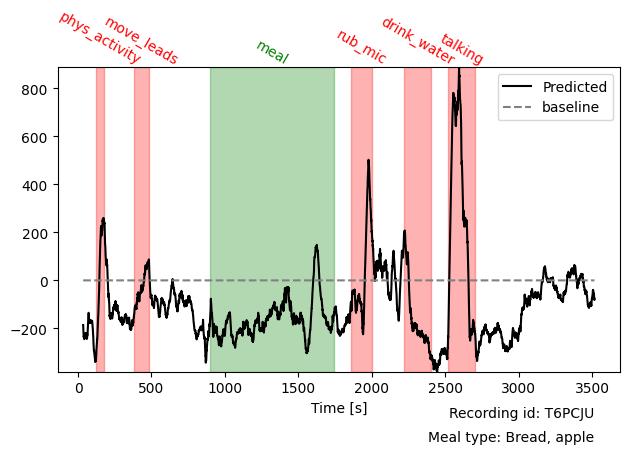 phys_activity
move_leads
meal
rub_mic
drink_water
talking
800
600
400
200
0
−200
Predicted
baseline
0 500 1000 1500 2000 2500 3000 3500
Time [s]
Recording id: T6PCJU
Meal type: Bread, apple